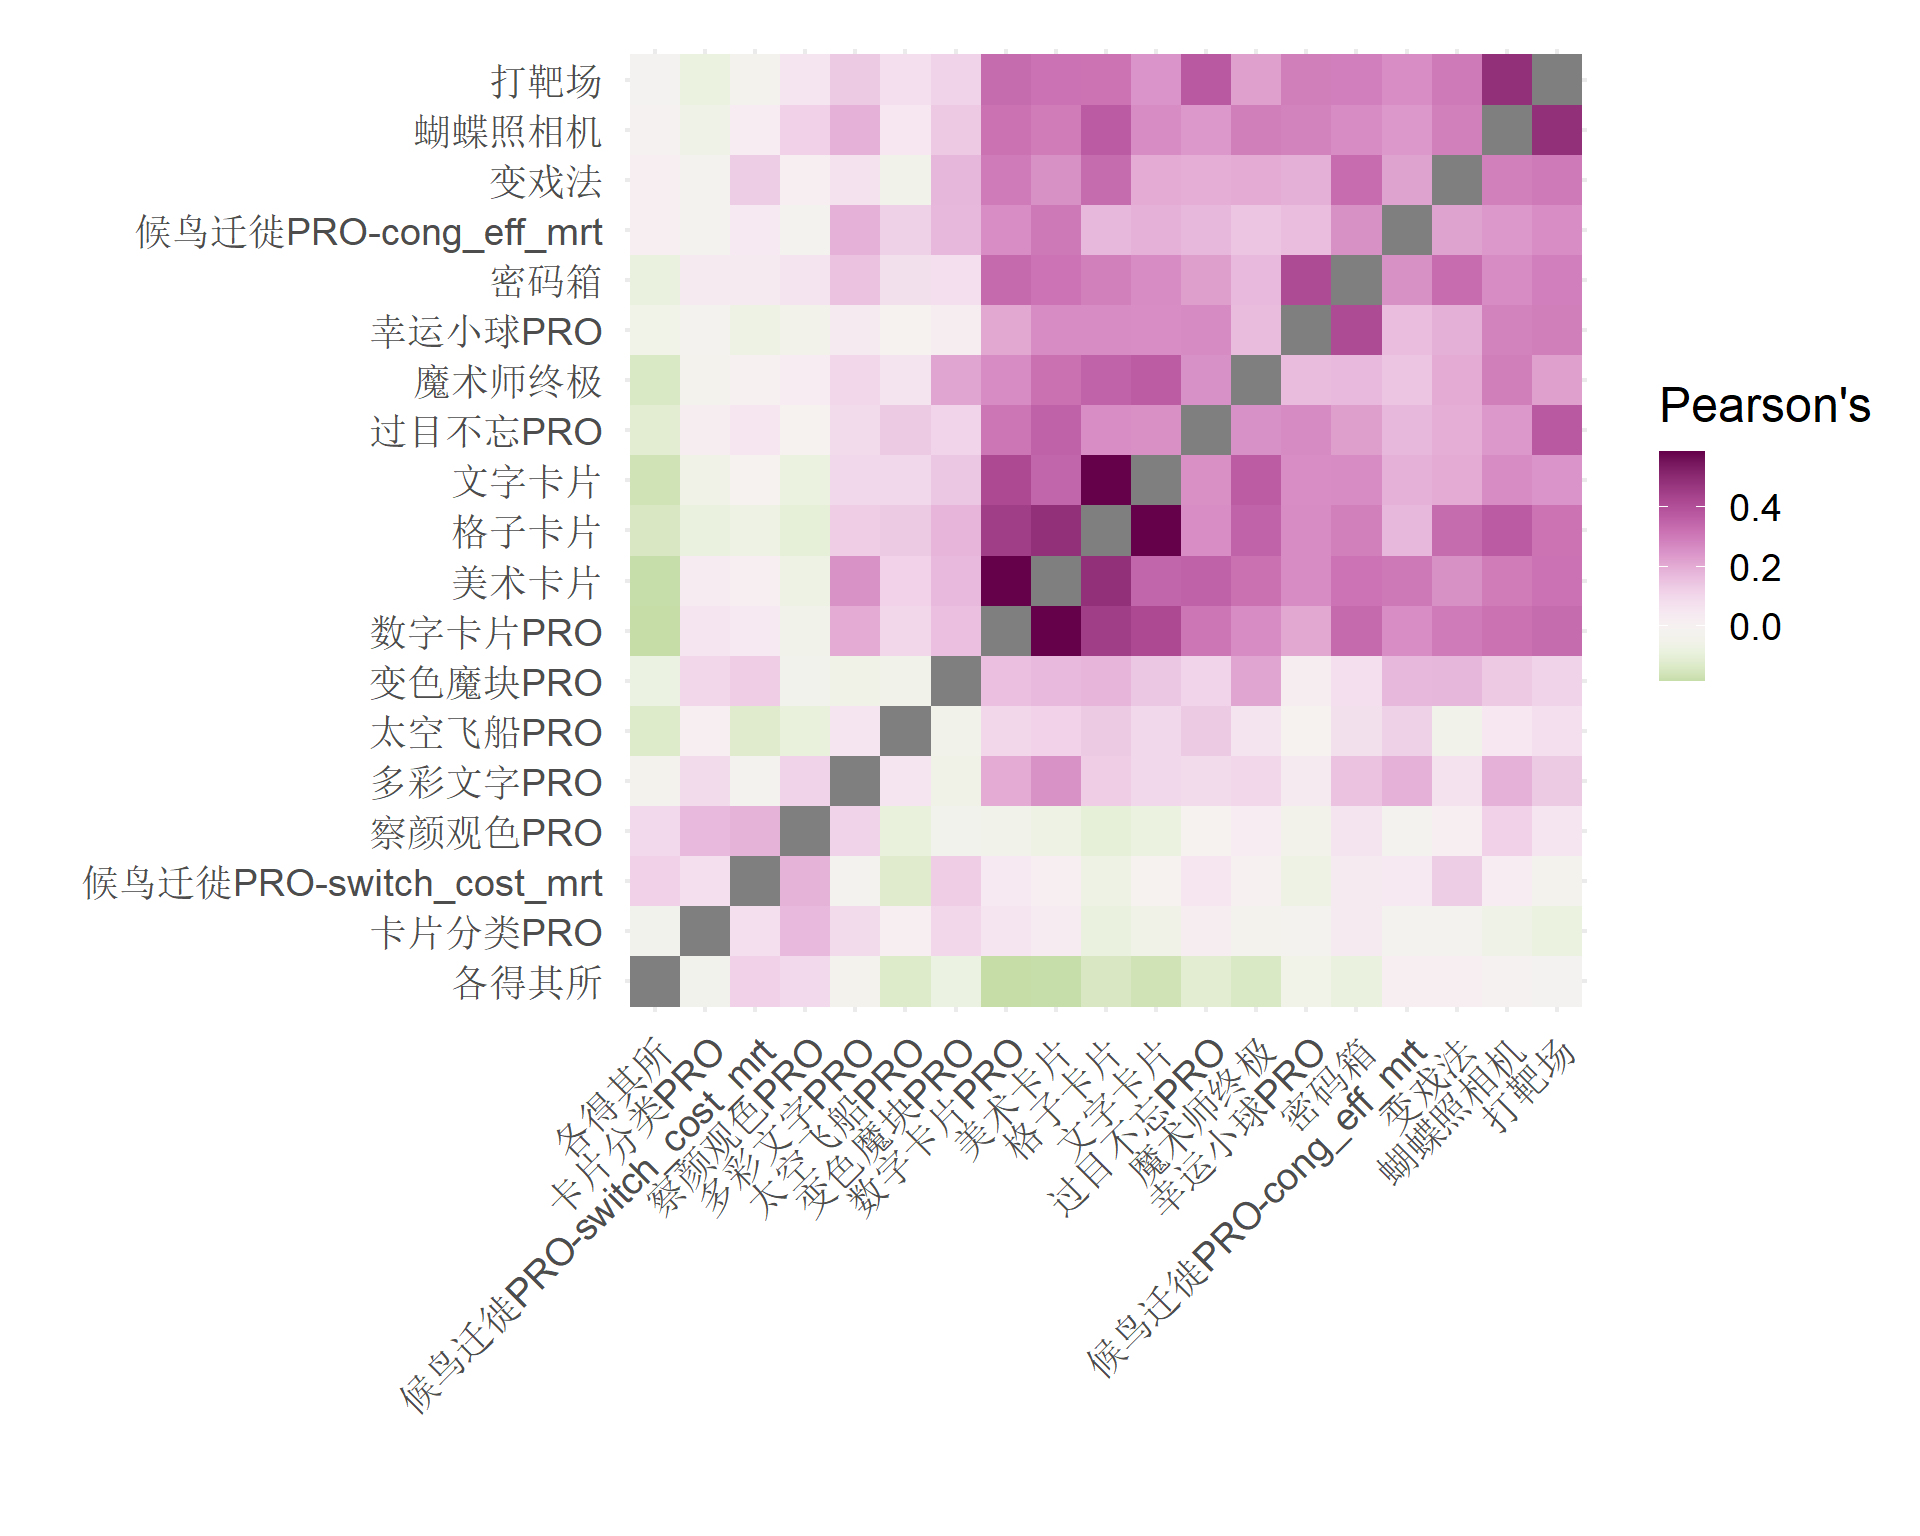 打靶场
蝴蝶照相机
变戏法
候鸟迁徙PRO-cong_eff_mrt
密码箱
幸运小球PRO
魔术师终极
过目不忘PRO
文字卡片
格子卡片
美术卡片
数字卡片PRO
变色魔块PRO
太空飞船PRO
多彩文字PRO
察颜观色PRO
候鸟迁徙PRO-switch_cost_mrt
卡片分类PRO
各得其所
各得其所
卡片分类PRO
候鸟迁徙PRO-switch_cost_mrt
察颜观色PRO
多彩文字PRO
太空飞船PRO
变色魔块PRO
数字卡片PRO
美术卡片
格子卡片
文字卡片
过目不忘PRO
魔术师终极
幸运小球PRO
密码箱
候鸟迁徙PRO-cong_eff_mrt
变戏法
蝴蝶照相机
打靶场
Pearson's
0.4
0.2
0.0